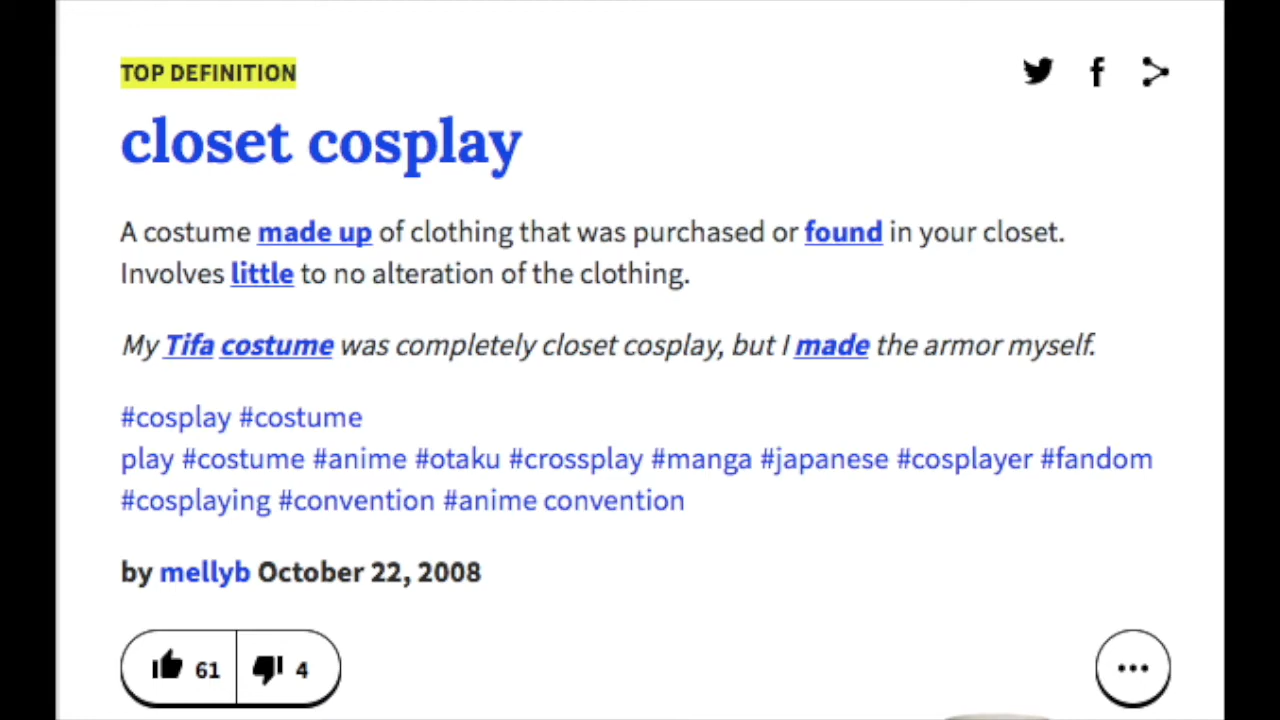 TOP DEFINITION
closet cosplay
A costume made up of clothing that was purchased or found in your closet.
Involves little to no alteration of the clothing.
My Tifa costume was completely closet cosplay, but I made the armor myself.
#cosplay #costume
play #costume #anime #otaku #crossplay #manga #japanese #cosplayer #fandom
#cosplaying #convention #anime convention
by mellyb October 22, 2008
61 4